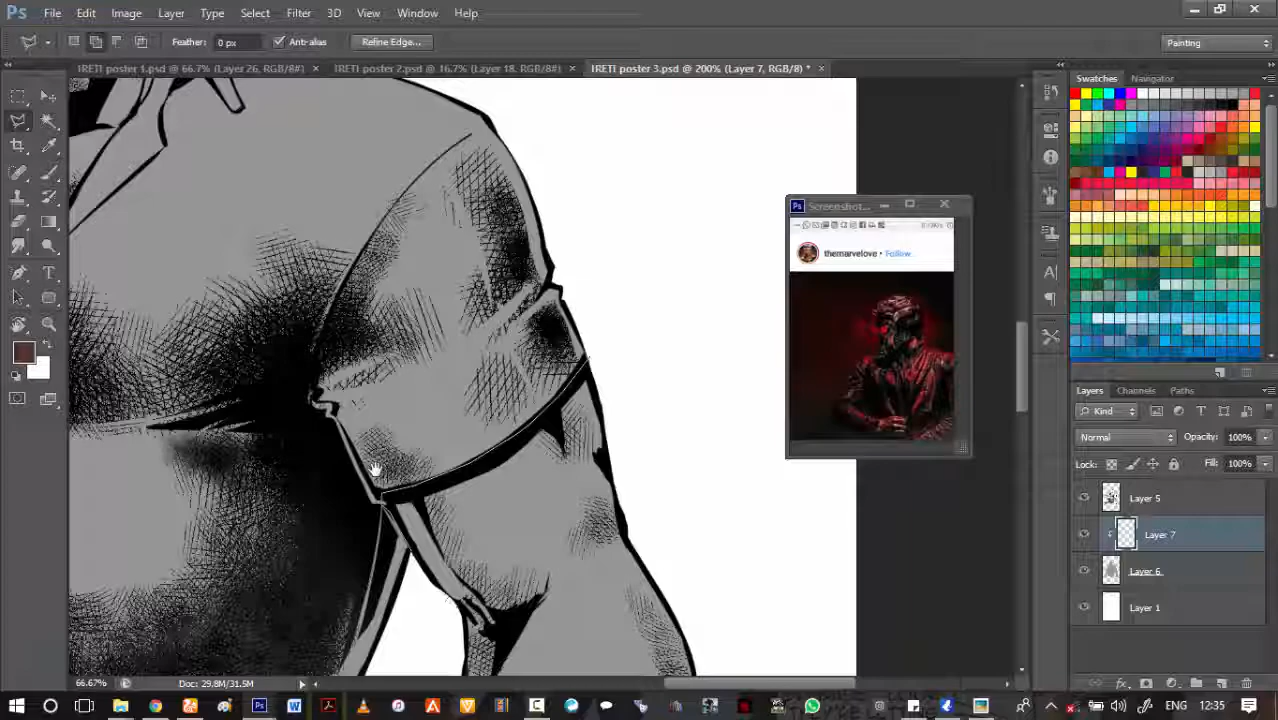 Ps File Edit Image Layer Type Select Filter 3D View Window Help
Feather: 0 px Anti-alias Refine Edge... Painting
IRETI poster 1.psd @ 66.7% (Layer 26, RGB/8#) × IRETI poster 2.psd @ 16.7% (Layer 18, RGB/8#) × IRETI poster 3.psd @ 200% (Layer 7, RGB/8) * ×
Swatches Navigator
Ps Screenshot...
themarvelove • Follow
Layers Channels Paths
Kind
Normal Opacity: 100%
Lock: Fill: 100%
Layer 5
Layer 7
Layer 6
Layer 1
66.67% Doc: 29.8M/31.5M
ENG 12:35